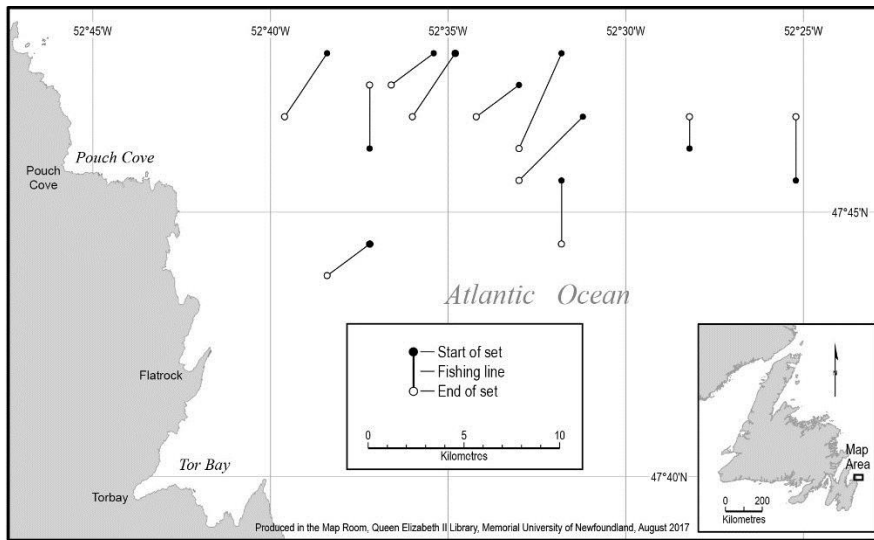 52°45'W 52°40'W 52°35'W 52°30'W 52°25'W
Pouch Cove
Pouch
Cove
47°45'N
Atlantic Ocean
Start of set
Fishing line
End of set
Flatrock
0 5 10
Kilometres
N
Map
Area
Tor Bay
47°40'N
Torbay
0 200
Kilometres
Produced in the Map Room, Queen Elizabeth II Library, Memorial University of Newfoundland, August 2017